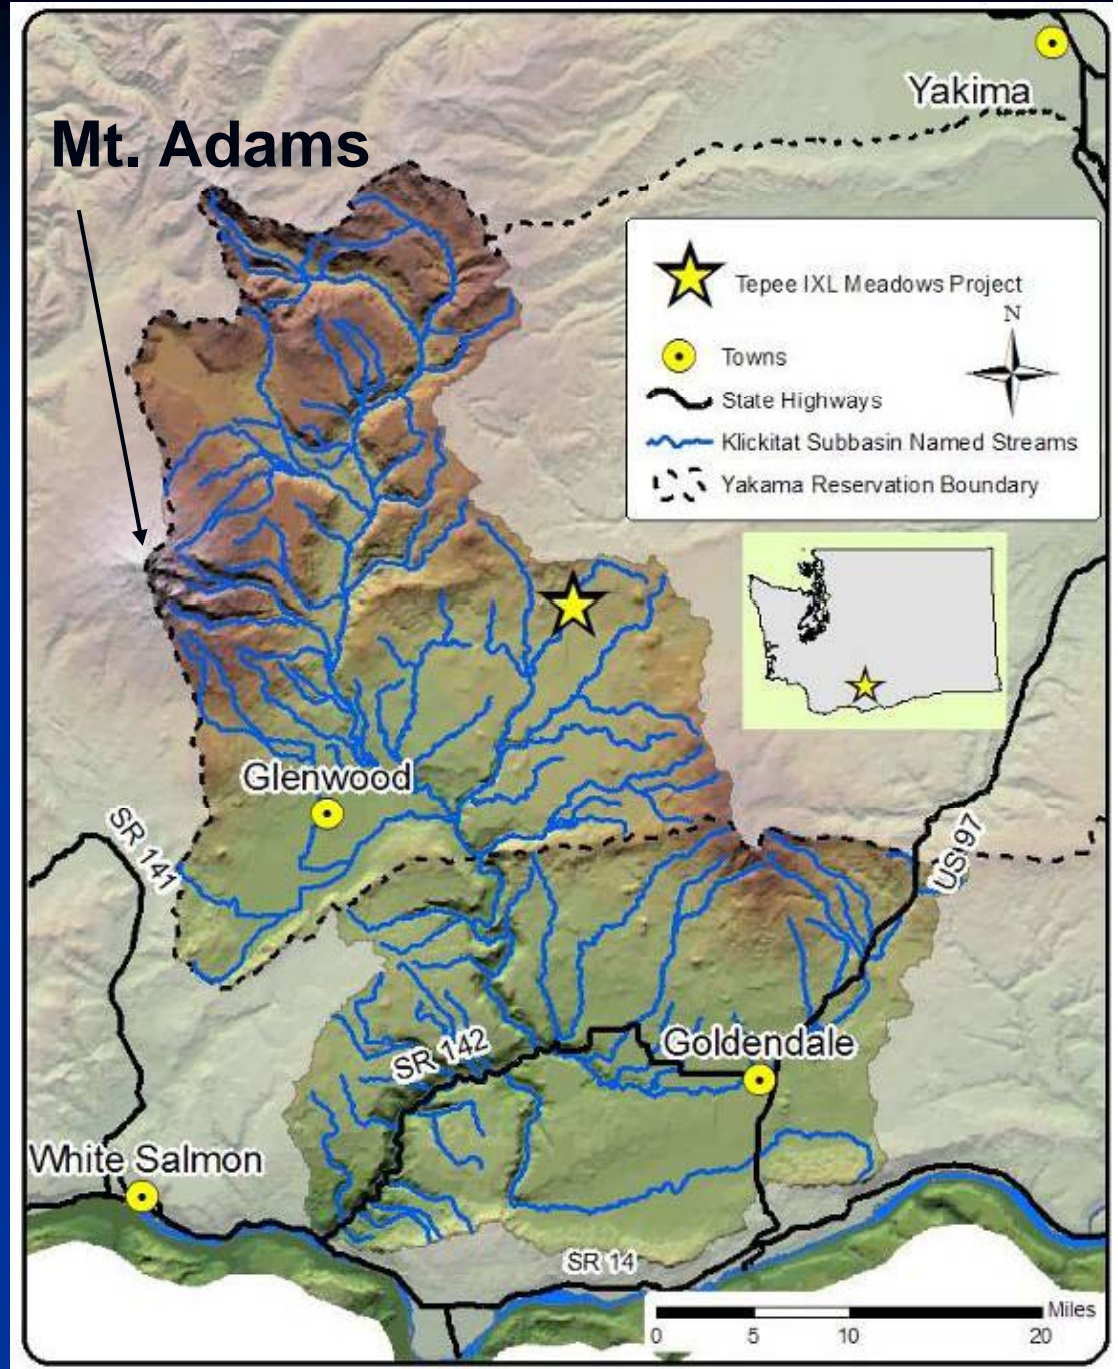 Yakima
Mt. Adams
Tepee IXL Meadows Project
N
Towns
State Highways
Klickitat Subbasin Named Streams
Yakama Reservation Boundary
Glenwood
SR 141
US 97
SR 142
Goldendale
White Salmon
SR 14
Miles
0 5 10 20